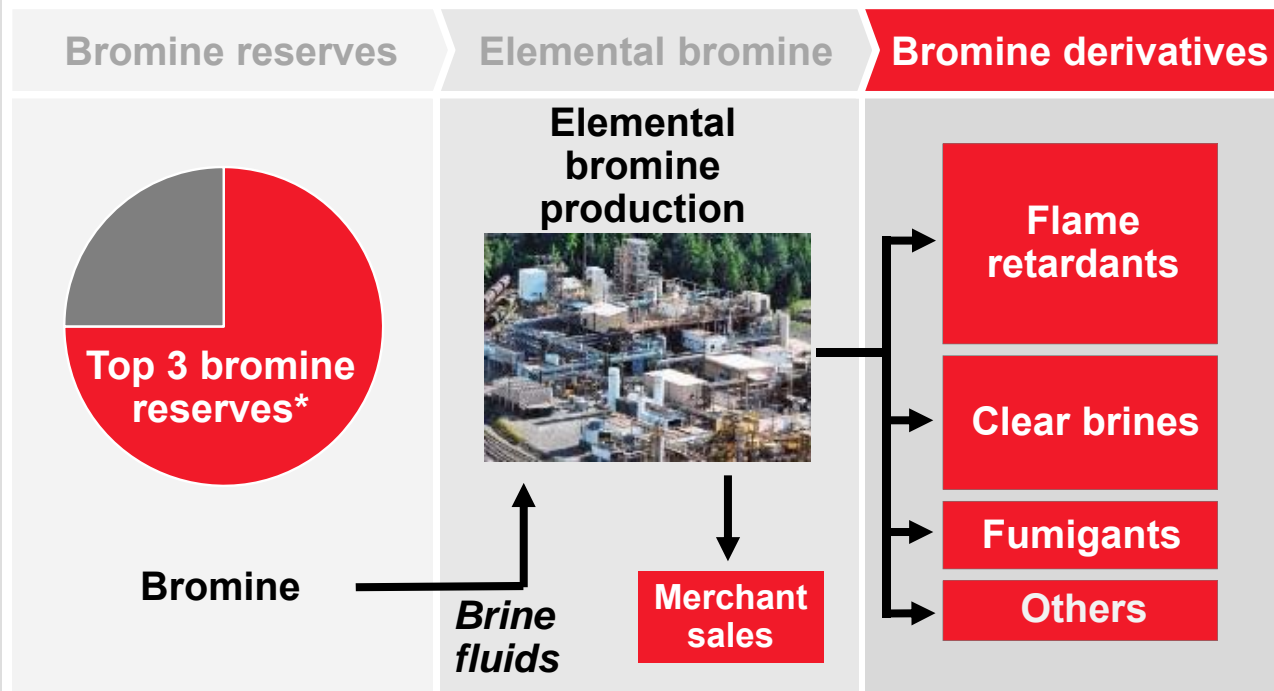 Bromine reserves
Elemental bromine
Bromine derivatives
Top 3 bromine
reserves*
Bromine
Brine
fluids
Elemental
bromine
production
Merchant
sales
Flame
retardants
Clear brines
Fumigants
Others